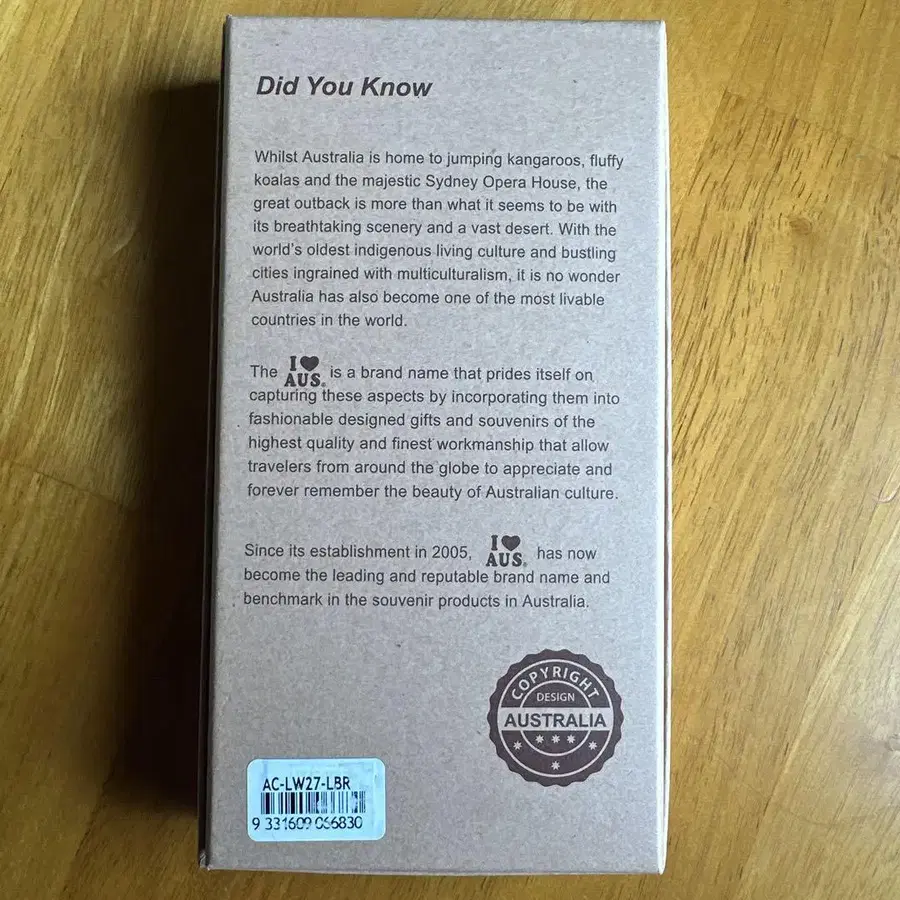 Did You Know
Whilst Australia is home to jumping kangaroos, fluffy
koalas and the majestic Sydney Opera House, the
great outback is more than what it seems to be with
its breathtaking scenery and a vast desert. With the
world's oldest indigenous living culture and bustling
cities ingrained with multiculturalism, it is no wonder
Australia has also become one of the most livable
countries in the world.
The I ♥ AUS® is a brand name that prides itself on
capturing these aspects by incorporating them into
fashionable designed gifts and souvenirs of the
highest quality and finest workmanship that allow
travelers from around the globe to appreciate and
forever remember the beauty of Australian culture.
Since its establishment in 2005, I ♥ AUS® has now
become the leading and reputable brand name and
benchmark in the souvenir products in Australia.
COPYRIGHT
DESIGN
AUSTRALIA
AC-LW27-LBR
9 331609 066830